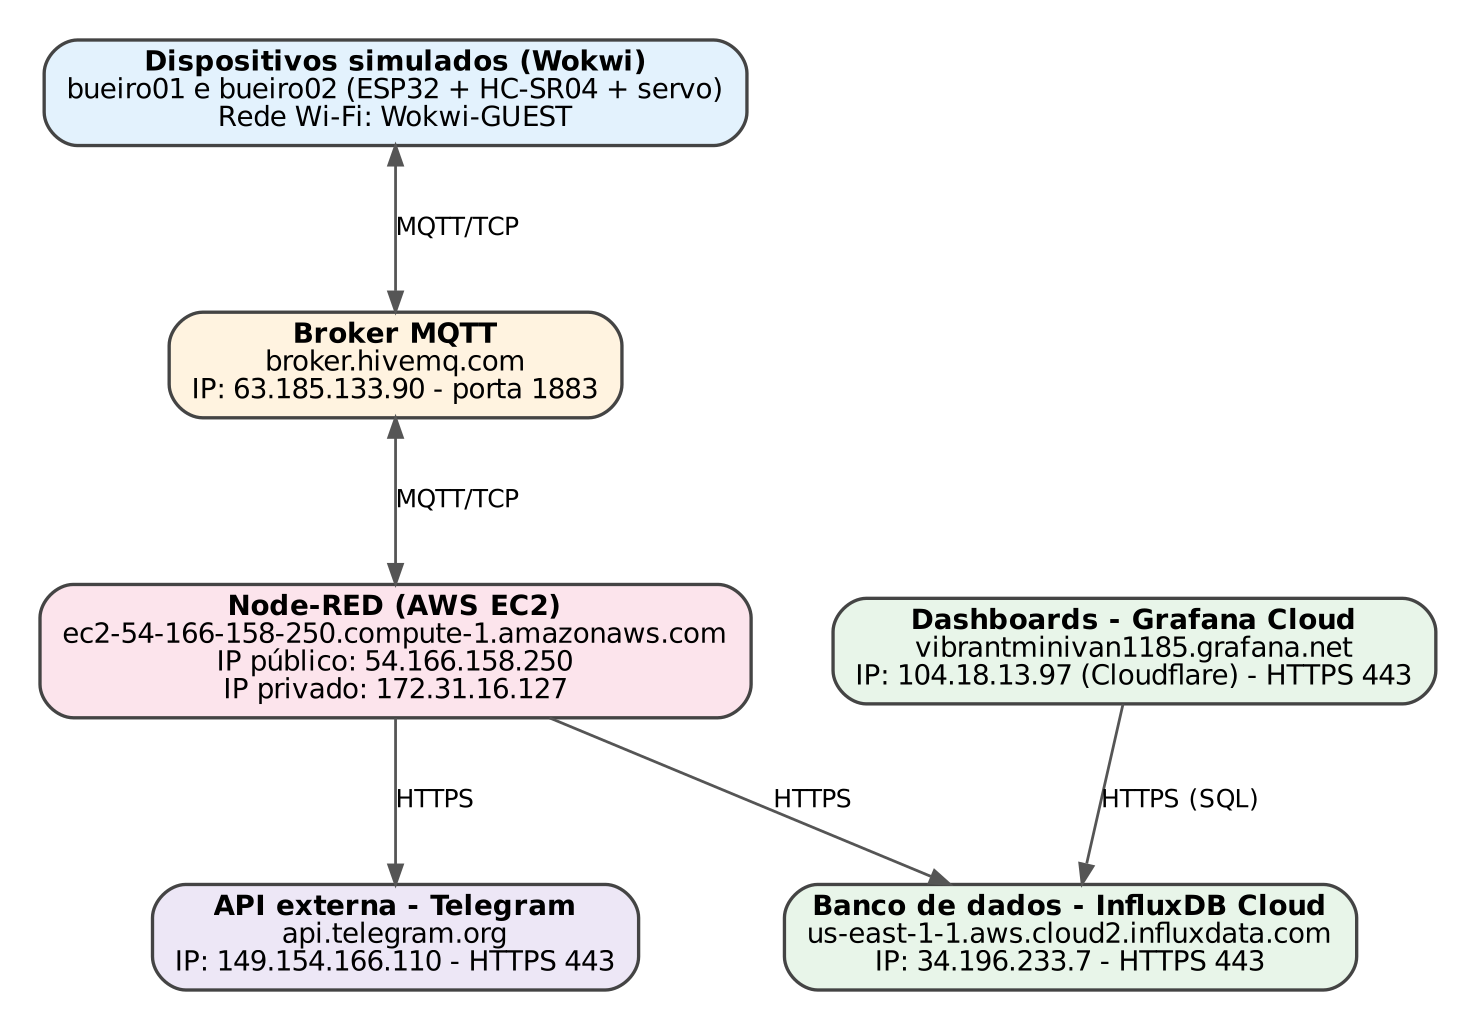 Dispositivos simulados (Wokwi)
bueiro01 e bueiro02 (ESP32 + HC-SR04 + servo)
Rede Wi-Fi: Wokwi-GUEST
MQTT/TCP
Broker MQTT
broker.hivemq.com
IP: 63.185.133.90 - porta 1883
MQTT/TCP
Node-RED (AWS EC2)
ec2-54-166-158-250.compute-1.amazonaws.com
IP público: 54.166.158.250
IP privado: 172.31.16.127
Dashboards - Grafana Cloud
vibrantminivan1185.grafana.net
IP: 104.18.13.97 (Cloudflare) - HTTPS 443
HTTPS
HTTPS
HTTPS (SQL)
API externa - Telegram
api.telegram.org
IP: 149.154.166.110 - HTTPS 443
Banco de dados - InfluxDB Cloud
us-east-1-1.aws.cloud2.influxdata.com
IP: 34.196.233.7 - HTTPS 443